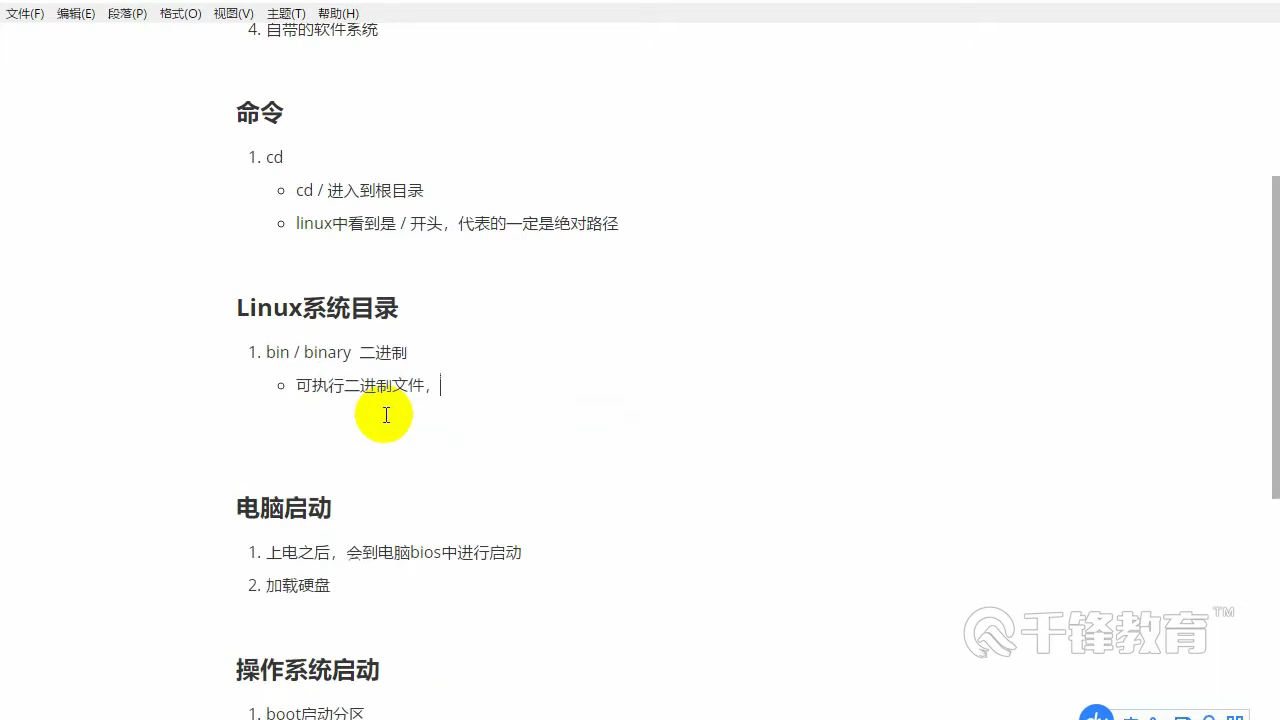 文件(F) 编辑(E) 段落(P) 格式(O) 视图(V) 主题(T) 帮助(H)
4. 自带的软件系统
命令
1. cd
cd / 进入到根目录
linux中看到是 / 开头，代表的一定是绝对路径
Linux系统目录
1. bin / binary 二进制
可执行二进制文件，
电脑启动
1. 上电之后，会到电脑bios中进行启动
2. 加载硬盘
千锋教育™
操作系统启动
1. boot启动分区